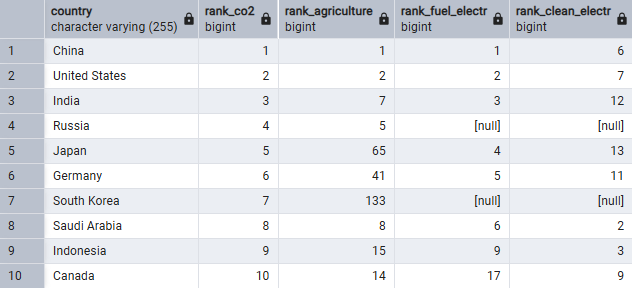 country rank_co2 rank_agriculture rank_fuel_electr rank_clean_electr
character varying (255) bigint bigint bigint bigint
1 China 1 1 1 6
2 United States 2 2 2 7
3 India 3 7 3 12
4 Russia 4 5 [null] [null]
5 Japan 5 65 4 13
6 Germany 6 41 5 11
7 South Korea 7 133 [null] [null]
8 Saudi Arabia 8 8 6 2
9 Indonesia 9 15 9 3
10 Canada 10 14 17 9